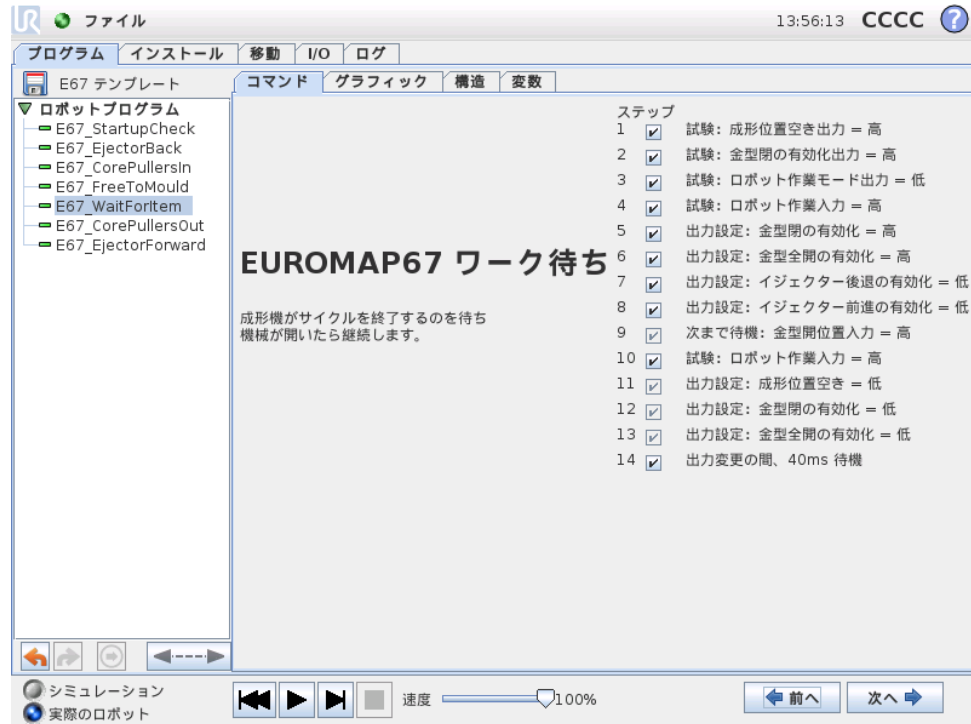 UR ファイル 13:56:13 CCCC ?
プログラム インストール 移動 I/O ログ
E67 テンプレート
コマンド グラフィック 構造 変数
ロボットプログラム
E67_StartupCheck
E67_EjectorBack
E67_CorePullersIn
E67_FreeToMould
E67_WaitForItem
E67_CorePullersOut
E67_EjectorForward
EUROMAP67 ワーク待ち
成形機がサイクルを終了するのを待ち
機械が開いたら継続します。
ステップ
1 試験: 成形位置空き出力 = 高
2 試験: 金型閉の有効化出力 = 高
3 試験: ロボット作業モード出力 = 低
4 試験: ロボット作業入力 = 高
5 出力設定: 金型閉の有効化 = 高
6 出力設定: 金型全開の有効化 = 高
7 出力設定: イジェクター後退の有効化 = 低
8 出力設定: イジェクター前進の有効化 = 低
9 次まで待機: 金型開位置入力 = 高
10 試験: ロボット作業入力 = 高
11 出力設定: 成形位置空き = 低
12 出力設定: 金型閉の有効化 = 低
13 出力設定: 金型全開の有効化 = 低
14 出力変更の間、40ms 待機
シミュレーション
実際のロボット
速度 100%
前へ 次へ